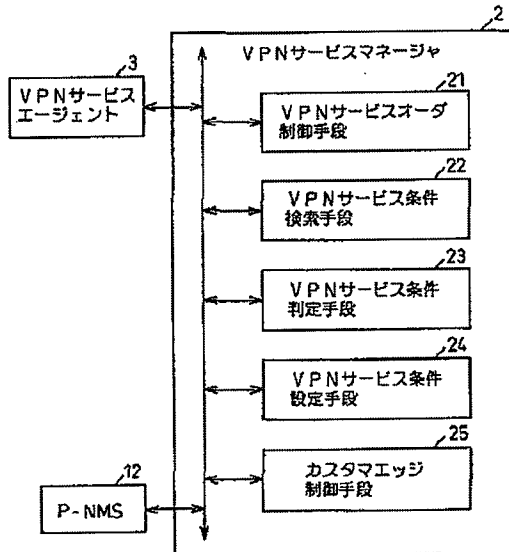 2
VPNサービスマネージャ
3
VPNサービス
エージェント
21
VPNサービスオーダ
制御手段
22
VPNサービス条件
検索手段
23
VPNサービス条件
判定手段
24
VPNサービス条件
設定手段
25
カスタマエッジ
制御手段
12
P-NMS